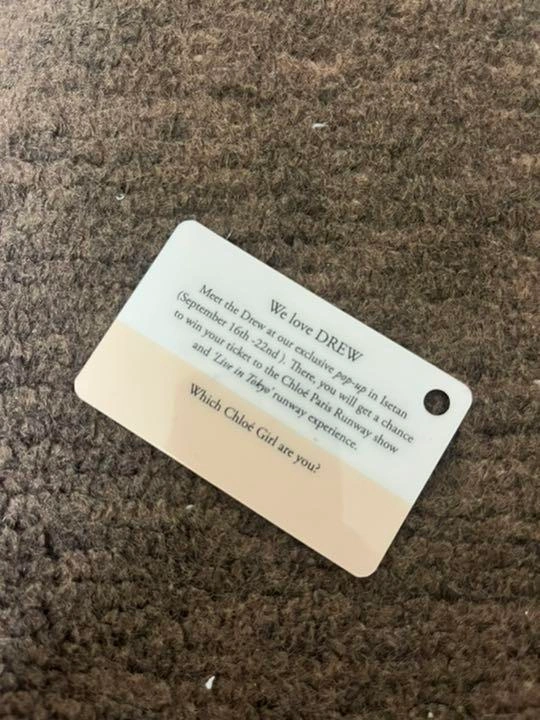 We love DREW
Meet the Drew at our exclusive pop-up in Isetan
(September 16th -22nd ). There, you will get a chance
to win your ticket to the Chloé Paris Runway show
and 'Live in Tokyo' runway experience.
Which Chloé Girl are you?